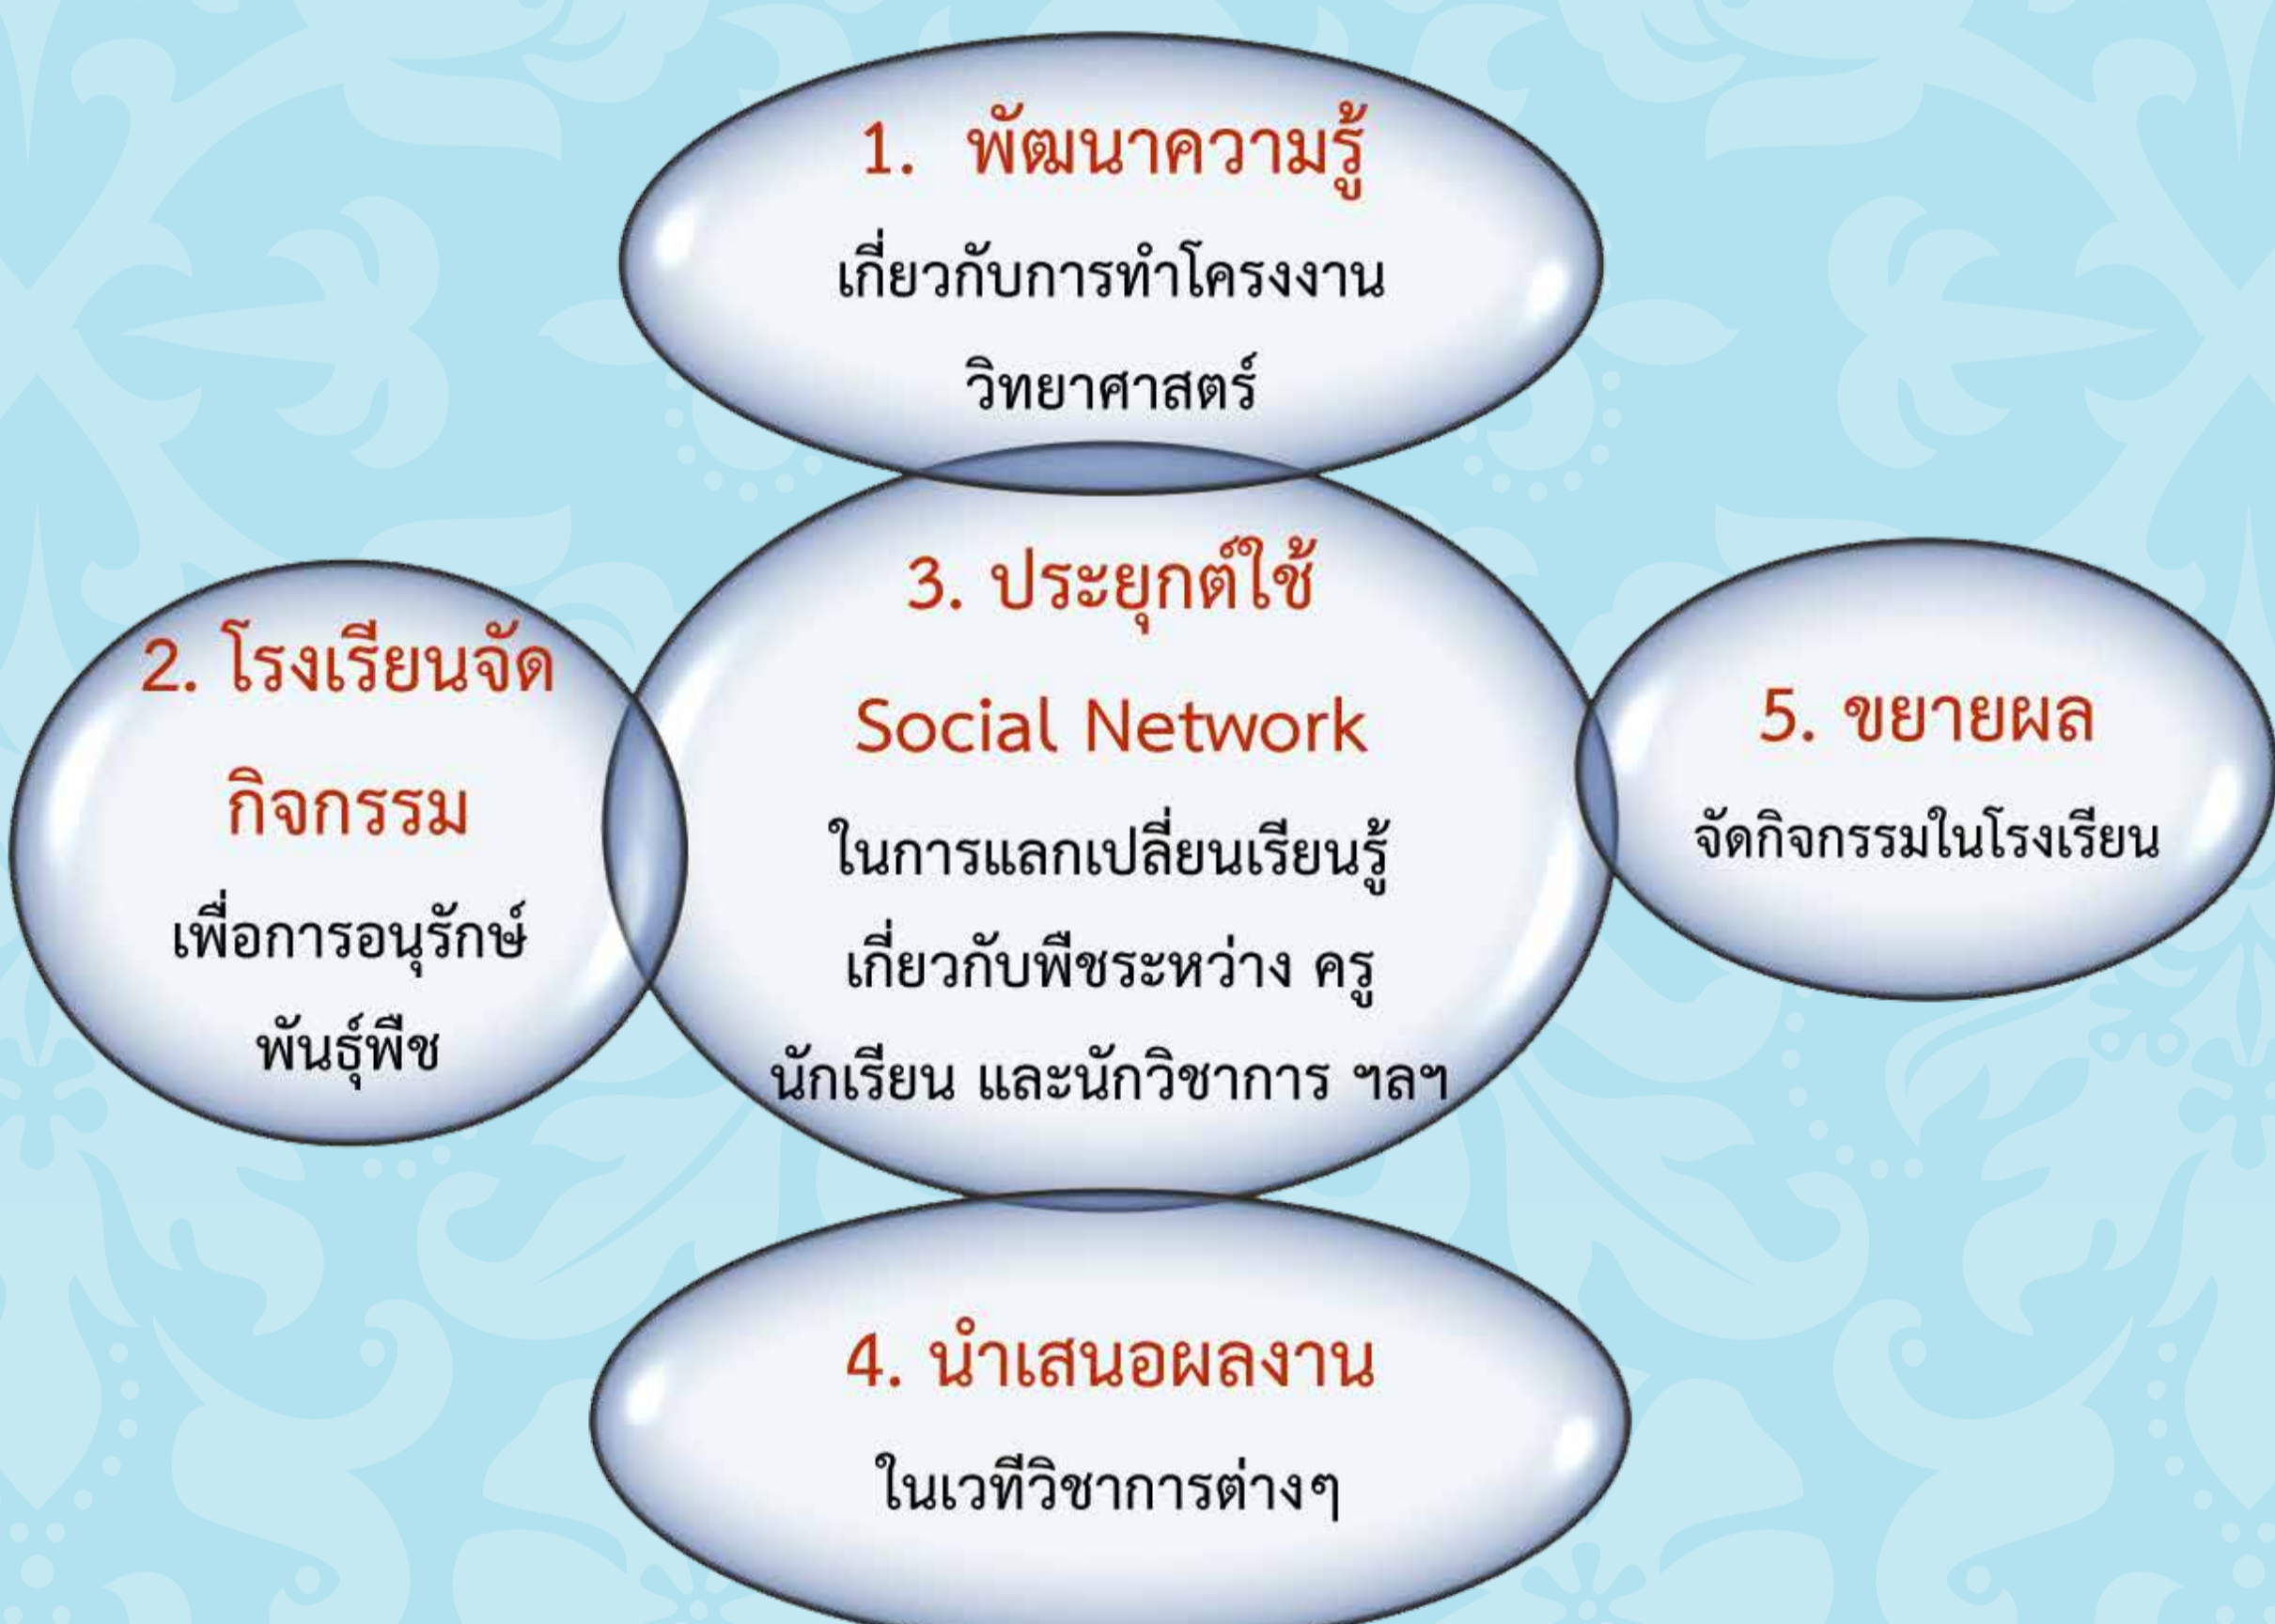 1. พัฒนาความรู้
เกี่ยวกับการทำโครงงาน
วิทยาศาสตร์
2. โรงเรียนจัด
กิจกรรม
เพื่อการอนุรักษ์
พันธุ์พืช
3. ประยุกต์ใช้
Social Network
ในการแลกเปลี่ยนเรียนรู้
เกี่ยวกับพืชระหว่าง ครู
นักเรียน และนักวิชาการ ฯลฯ
4. นำเสนอผลงาน
ในเวทีวิชาการต่างๆ
5. ขยายผล
จัดกิจกรรมในโรงเรียน